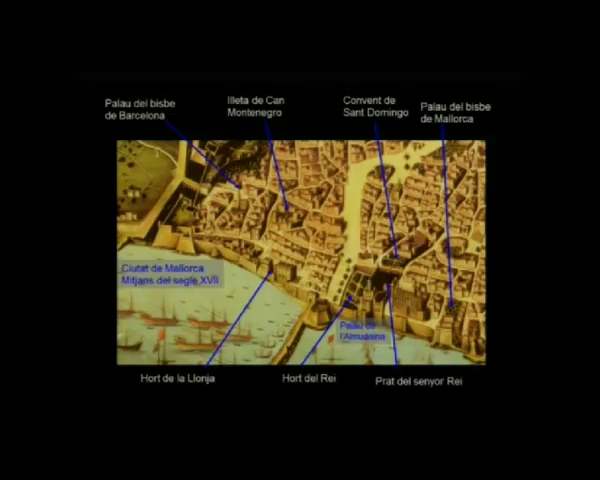 Palau del bisbe
de Barcelona
Illeta de Can
Montenegro
Convent de
Sant Domingo
Palau del bisbe
de Mallorca
Ciutat de Mallorca
Mitjans del segle XVII
Palau de
l'Almudaina
Hort de la Llonja
Hort del Rei
Prat del senyor Rei